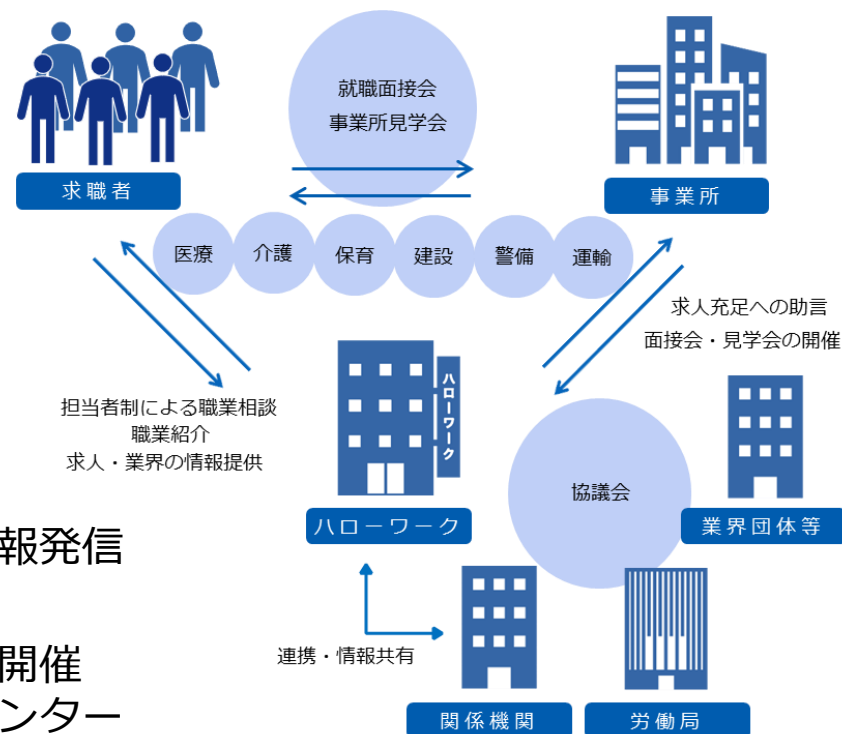 就職面接会
事業所見学会
求職者
事業所
医療
介護
保育
建設
警備
運輸
求人充足への助言
面接会・見学会の開催
担当者制による職業相談
職業紹介
求人・業界の情報提供
ハローワーク
ハローワーク
協議会
業界団体等
報発信
連携・情報共有
開催
ンター
関係機関
労働局